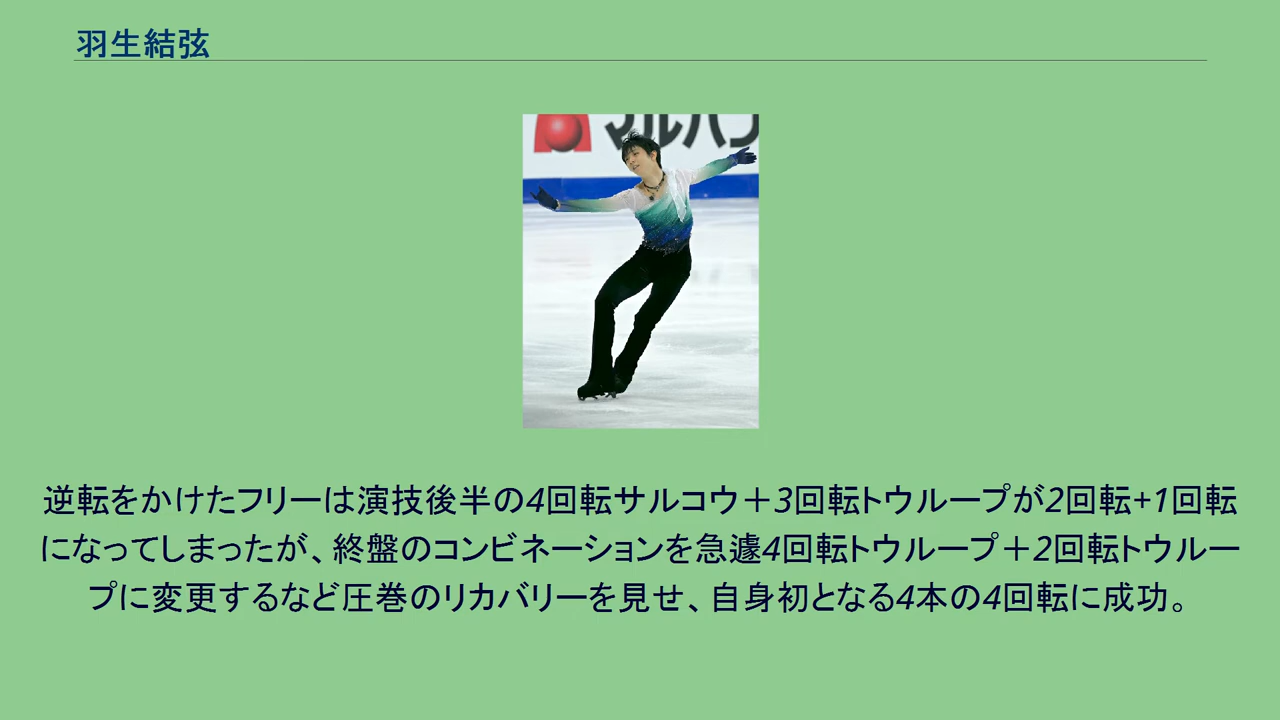 羽生結弦
マルハン
逆転をかけたフリーは演技後半の4回転サルコウ＋3回転トウループが2回転+1回転
になってしまったが、終盤のコンビネーションを急遽4回転トウループ＋2回転トウルー
プに変更するなど圧巻のリカバリーを見せ、自身初となる4本の4回転に成功。